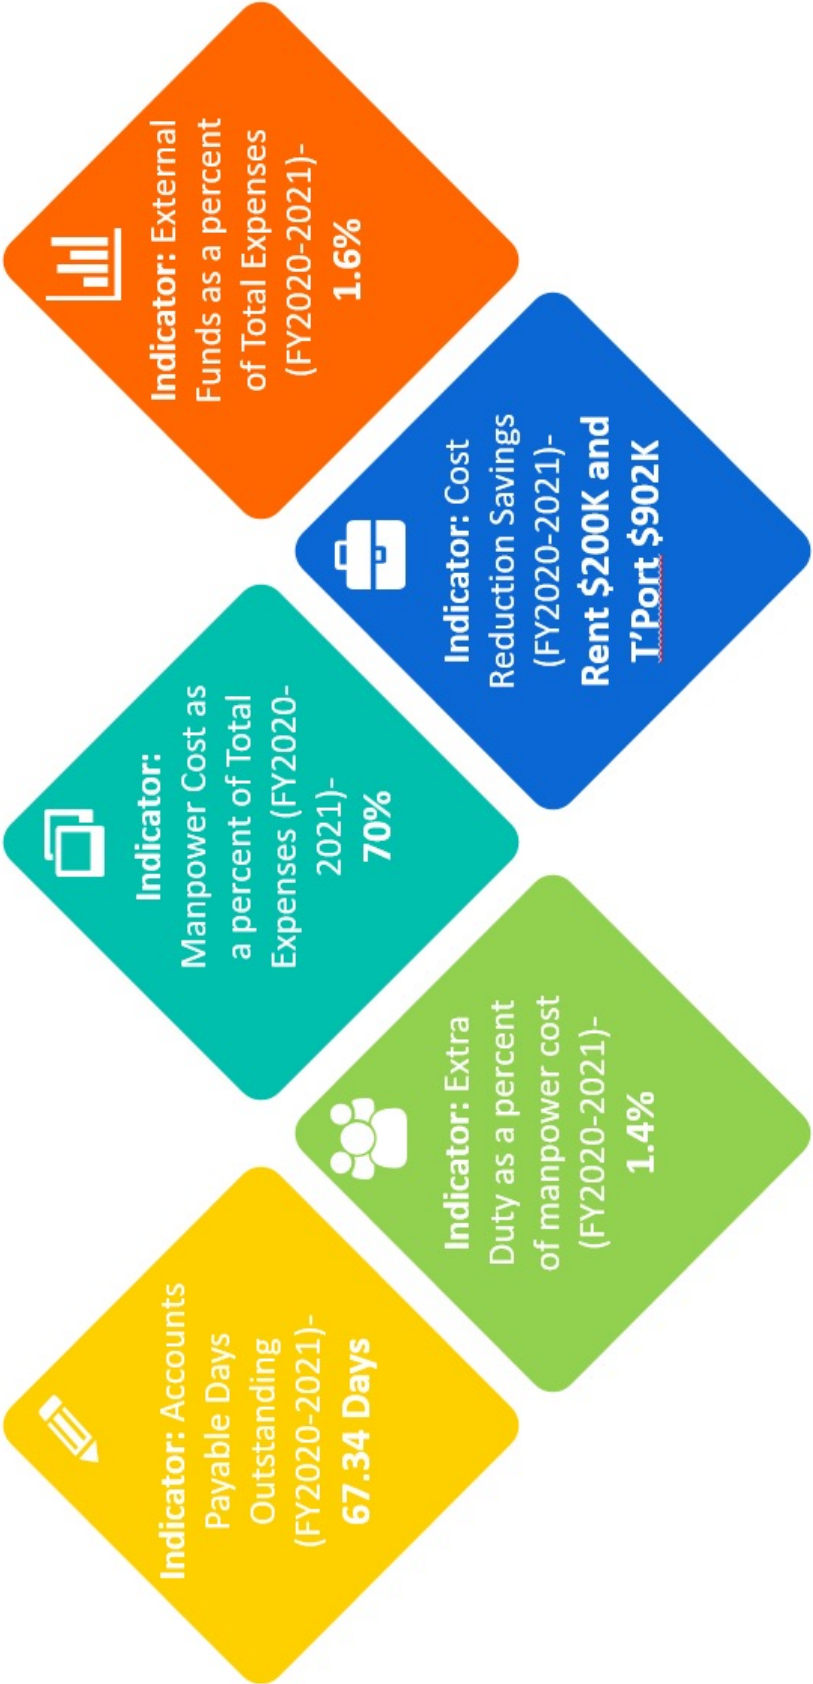 Indicator: Accounts
Payable Days
Outstanding
(FY2020-2021)-
67.34 Days
Indicator: Extra
Duty as a percent
of manpower cost
(FY2020-2021)-
1.4%
Indicator:
Manpower Cost as
a percent of Total
Expenses (FY2020-
2021)-
70%
Indicator: Cost
Reduction Savings
(FY2020-2021)-
Rent $200K and
T’Port $902K
Indicator: External
Funds as a percent
of Total Expenses
(FY2020-2021)-
1.6%